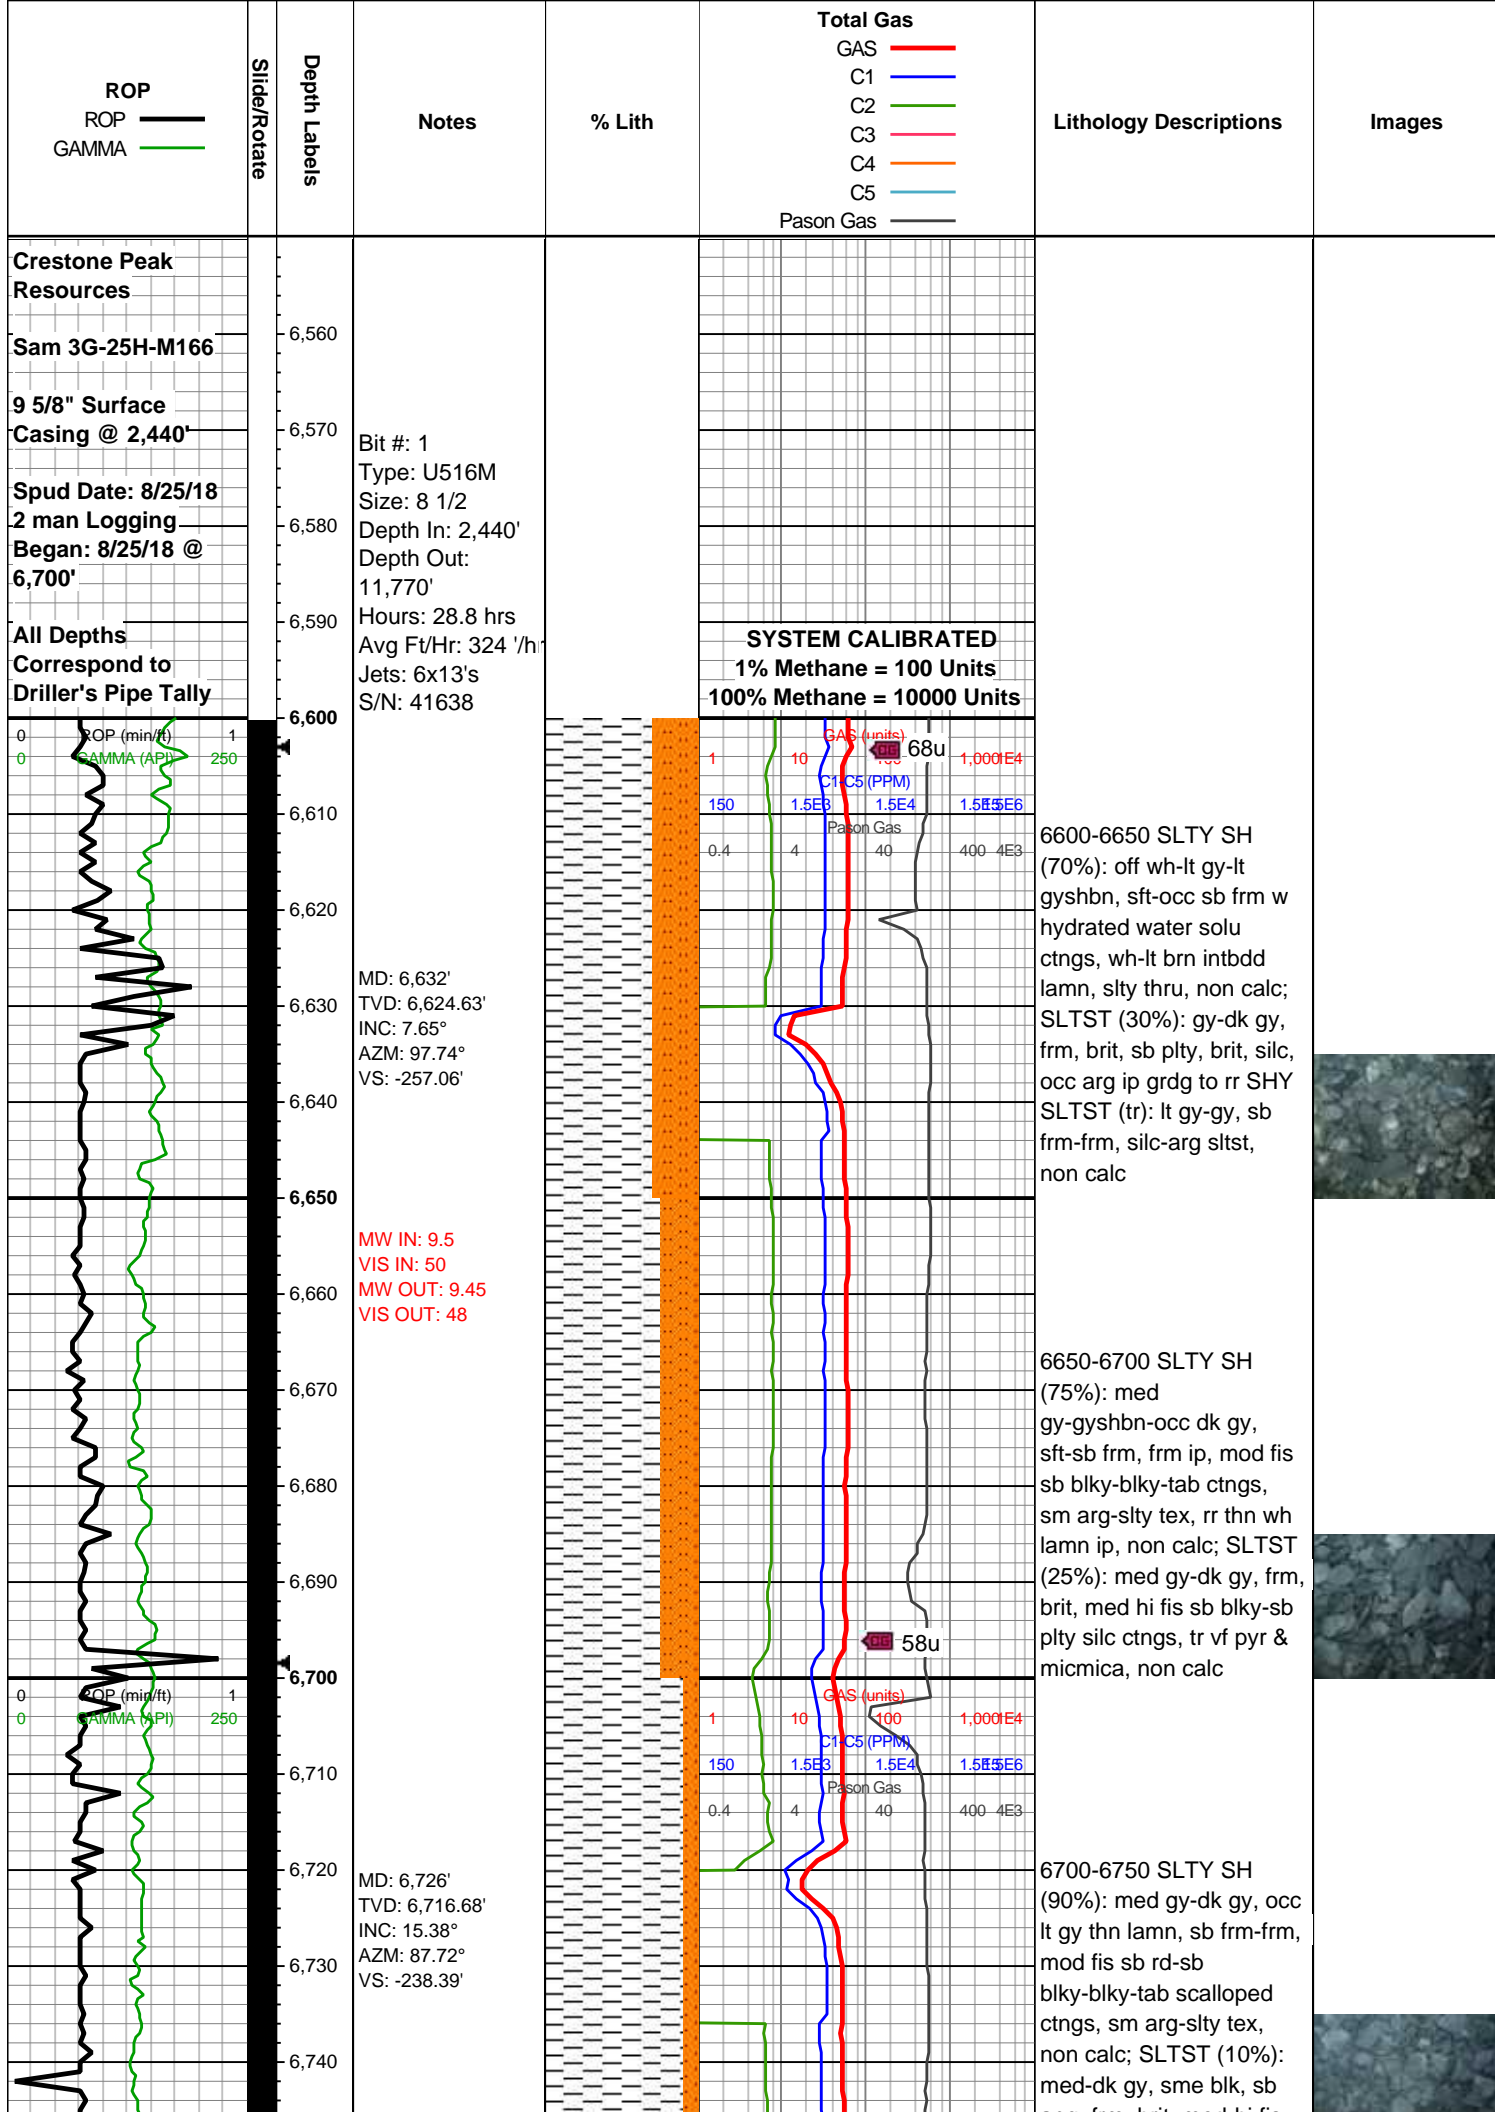 ROP
ROP
GAMMA
Slide/Rotate
Depth Labels
Notes
% Lith
Total Gas
GAS
C1
C2
C3
C4
C5
Pason Gas
Lithology Descriptions
Images
Crestone Peak
Resources
Sam 3G-25H-M166
9 5/8" Surface
Casing @ 2,440'
Spud Date: 8/25/18
2 man Logging
Began: 8/25/18 @
6,700'
All Depths
Correspond to
Driller's Pipe Tally
6,560
6,570
6,580
6,590
6,600
6,610
6,620
6,630
6,640
6,650
6,660
6,670
6,680
6,690
6,700
6,710
6,720
6,730
6,740
Bit #: 1
Type: U516M
Size: 8 1/2
Depth In: 2,440'
Depth Out:
11,770'
Hours: 28.8 hrs
Avg Ft/Hr: 324 '/hr
Jets: 6x13's
S/N: 41638
SYSTEM CALIBRATED
1% Methane = 100 Units
100% Methane = 10000 Units
0 ROP (min/ft) 1
0 GAMMA (API) 250
GAS (units)
1 10 1,000 1E4
C1-C5 (PPM)
150 1.5E3 1.5E4 1.5E5 1.5E6
Pason Gas
0.4 4 40 400 4E3
OG 68u
MD: 6,632'
TVD: 6,624.63'
INC: 7.65°
AZM: 97.74°
VS: -257.06'
6600-6650 SLTY SH
(70%): off wh-lt gy-lt
gyshbn, sft-occ sb frm w
hydrated water solu
ctngs, wh-lt brn intbdd
lamn, slty thru, non calc;
SLTST (30%): gy-dk gy,
frm, brit, sb plty, brit, silc,
occ arg ip grdg to rr SHY
SLTST (tr): lt gy-gy, sb
frm-frm, silc-arg sltst,
non calc
MW IN: 9.5
VIS IN: 50
MW OUT: 9.45
VIS OUT: 48
6650-6700 SLTY SH
(75%): med
gy-gyshbn-occ dk gy,
sft-sb frm, frm ip, mod fis
sb blky-blky-tab ctngs,
sm arg-slty tex, rr thn wh
lamn ip, non calc; SLTST
(25%): med gy-dk gy, frm,
brit, med hi fis sb blky-sb
plty silc ctngs, tr vf pyr &
micmica, non calc
OG 58u
0 ROP (min/ft) 1
0 GAMMA (API) 250
GAS (units)
1 10 100 1,000 1E4
C1-C5 (PPM)
150 1.5E3 1.5E4 1.5E5 1.5E6
Pason Gas
0.4 4 40 400 4E3
MD: 6,726'
TVD: 6,716.68'
INC: 15.38°
AZM: 87.72°
VS: -238.39'
6700-6750 SLTY SH
(90%): med gy-dk gy, occ
lt gy thn lamn, sb frm-frm,
mod fis sb rd-sb
blky-blky-tab scalloped
ctngs, sm arg-slty tex,
non calc; SLTST (10%):
med-dk gy, sme blk, sb